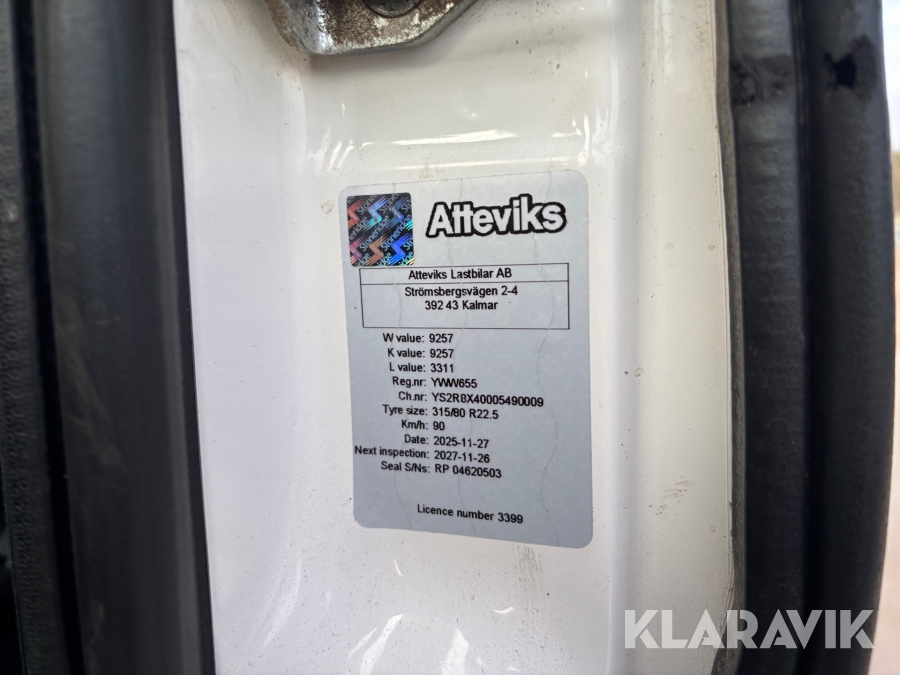 Stoneridge
Atteviks
Atteviks Lastbilar AB
Strömsbergsvägen 2-4
392 43 Kalmar
W value: 9257
K value: 9257
L value: 3311
Reg.nr: YWW655
Ch.nr: YS2R8X40005490009
Tyre size: 315/80 R22.5
Km/h: 90
Date: 2025-11-27
Next inspection: 2027-11-26
Seal S/Ns: RP 04620503
Licence number 3399
KLARAVIK